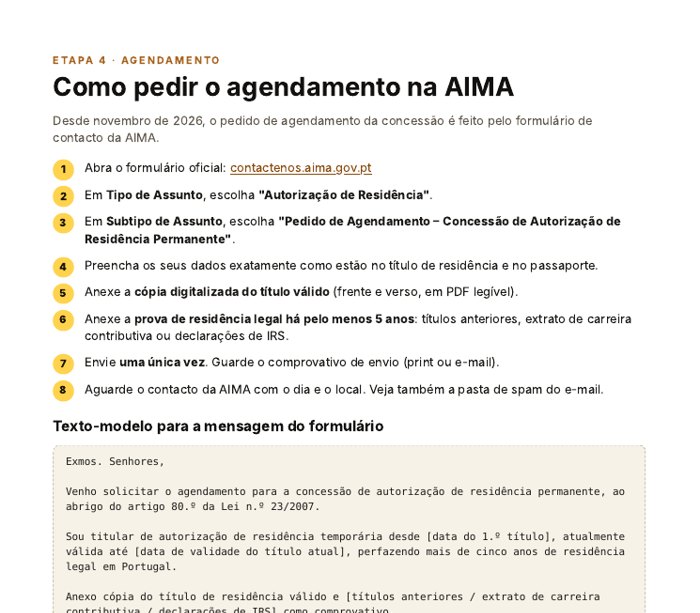 ETAPA 4 · AGENDAMENTO
Como pedir o agendamento na AIMA
Desde novembro de 2026, o pedido de agendamento da concessão é feito pelo formulário de
contacto da AIMA.
1 Abra o formulário oficial: contactenos.aima.gov.pt
2 Em Tipo de Assunto, escolha "Autorização de Residência".
3 Em Subtipo de Assunto, escolha "Pedido de Agendamento – Concessão de Autorização de
Residência Permanente".
4 Preencha os seus dados exatamente como estão no título de residência e no passaporte.
5 Anexe a cópia digitalizada do título válido (frente e verso, em PDF legível).
6 Anexe a prova de residência legal há pelo menos 5 anos: títulos anteriores, extrato de carreira
contributiva ou declarações de IRS.
7 Envie uma única vez. Guarde o comprovativo de envio (print ou e-mail).
8 Aguarde o contacto da AIMA com o dia e o local. Veja também a pasta de spam do e-mail.
Texto-modelo para a mensagem do formulário
Exmos. Senhores,
Venho solicitar o agendamento para a concessão de autorização de residência permanente, ao
abrigo do artigo 80.º da Lei n.º 23/2007.
Sou titular de autorização de residência temporária desde [data do 1.º título], atualmente
válida até [data de validade do título atual], perfazendo mais de cinco anos de residência
legal em Portugal.
Anexo cópia do título de residência válido e [títulos anteriores / extrato de carreira
contributiva / declarações de IRS] como comprovativo.